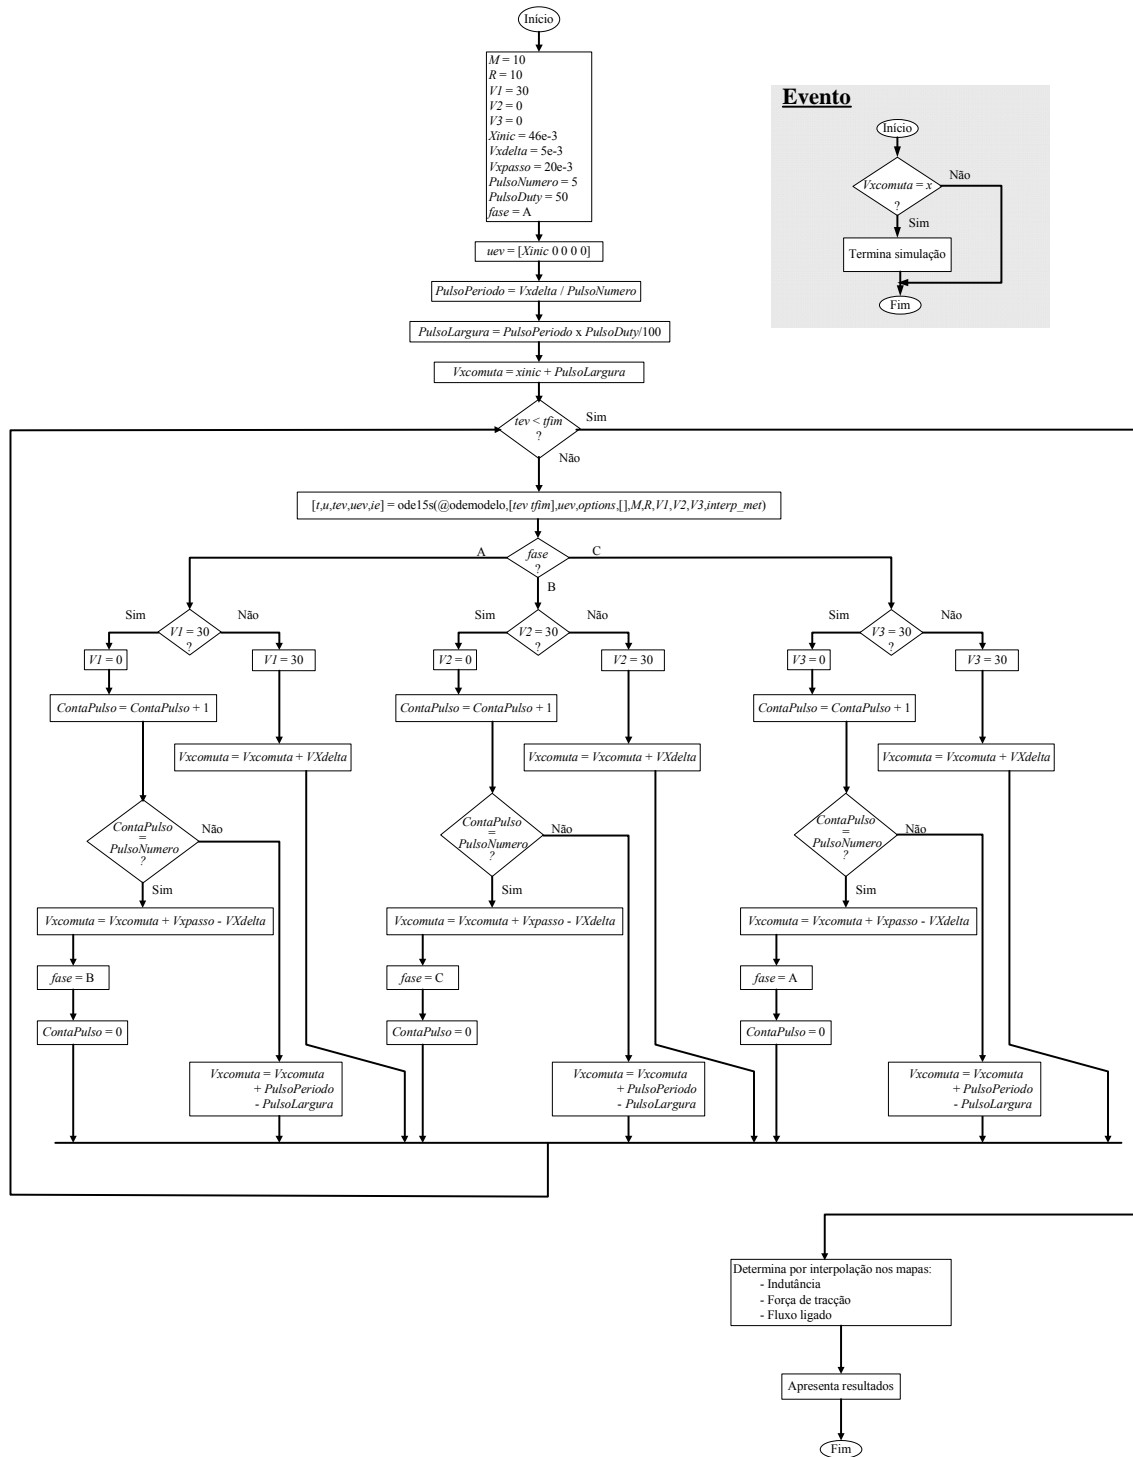 Início
M = 10
R = 10
V1 = 30
V2 = 0
V3 = 0
Xinic = 46e-3
Vxdelta = 5e-3
Vxpasso = 20e-3
PulsoNumero = 5
PulsoDuty = 50
fase = A
uev = [Xinic 0 0 0 0]
PulsoPeriodo = Vxdelta / PulsoNumero
PulsoLargura = PulsoPeriodo x PulsoDuty/100
Vxcomuta = xinic + PulsoLargura
Evento
Início
Vxcomuta = x
?
Não
Sim
Termina simulação
Fim
tev < tfim
?
Sim
Não
[t,u,tev,uev,ie] = ode15s(@odemodelo,[tev tfim],uev,options,[],M,R,V1,V2,V3,interp_met)
fase
?
A
B
C
Sim
V1 = 30
?
Não
V1 = 0
V1 = 30
ContaPulso = ContaPulso + 1
Vxcomuta = Vxcomuta + VXdelta
ContaPulso
=
PulsoNumero
?
Não
Sim
Vxcomuta = Vxcomuta + Vxpasso - VXdelta
fase = B
ContaPulso = 0
Vxcomuta = Vxcomuta
+ PulsoPeriodo
- PulsoLargura
Sim
V2 = 30
?
Não
V2 = 0
V2 = 30
ContaPulso = ContaPulso + 1
Vxcomuta = Vxcomuta + VXdelta
ContaPulso
=
PulsoNumero
?
Não
Sim
Vxcomuta = Vxcomuta + Vxpasso - VXdelta
fase = C
ContaPulso = 0
Vxcomuta = Vxcomuta
+ PulsoPeriodo
- PulsoLargura
Sim
V3 = 30
?
Não
V3 = 0
V3 = 30
ContaPulso = ContaPulso + 1
Vxcomuta = Vxcomuta + VXdelta
ContaPulso
=
PulsoNumero
?
Não
Sim
Vxcomuta = Vxcomuta + Vxpasso - VXdelta
fase = A
ContaPulso = 0
Vxcomuta = Vxcomuta
+ PulsoPeriodo
- PulsoLargura
Determina por interpolação nos mapas:
- Indutância
- Força de tracção
- Fluxo ligado
Apresenta resultados
Fim